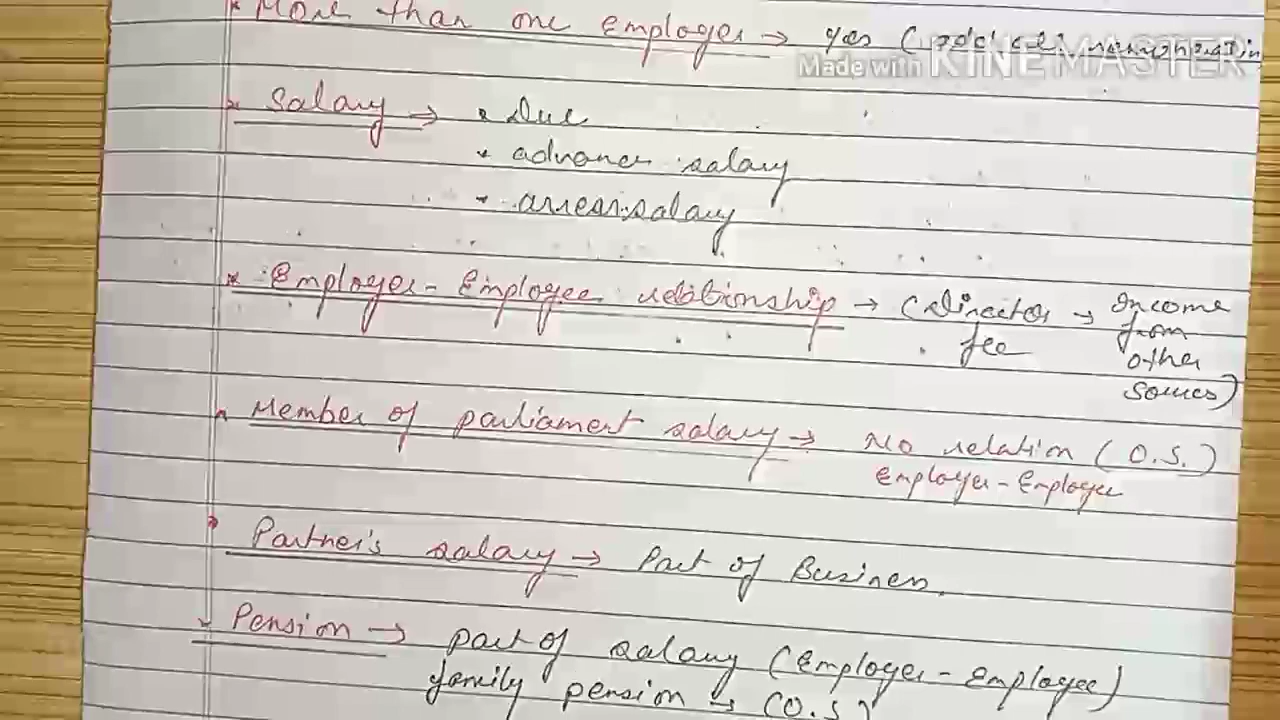 * More than one Employer → yes (
Made with KINEMASTER
* Salary → • Due
• advance salary
• arrear salary
* Employer - Employee relationship → (Director → Income
fee from
other
sources)
Member of parliament salary → No relation (O.S.)
Employer - Employee
* Partner's salary → Part of Business.
Pension → part of salary (Employer - Employee)
family pension → (O.S)